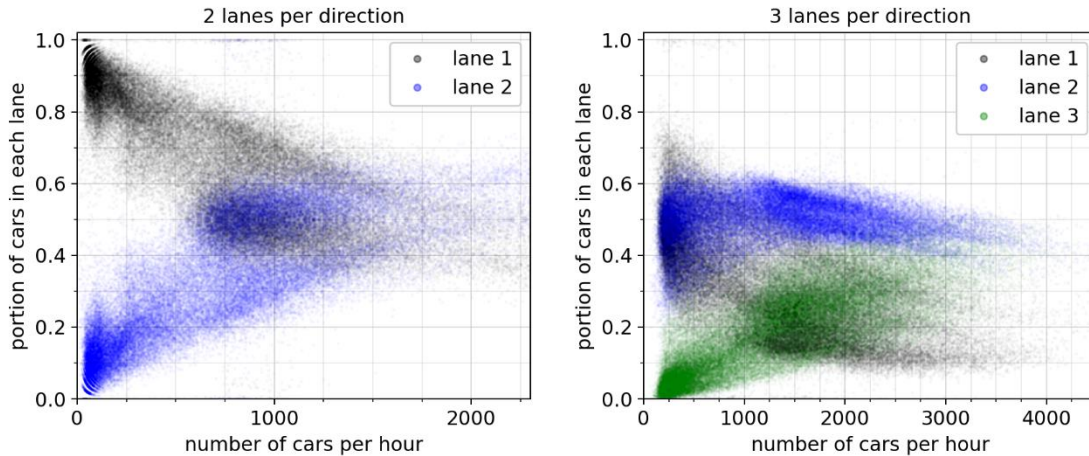 2 lanes per direction
portion of cars in each lane
1.0
0.8
0.6
0.4
0.2
0.0
lane 1
lane 2
0
1000
2000
number of cars per hour
3 lanes per direction
portion of cars in each lane
1.0
0.8
0.6
0.4
0.2
0.0
lane 1
lane 2
lane 3
0
1000
2000
3000
4000
number of cars per hour